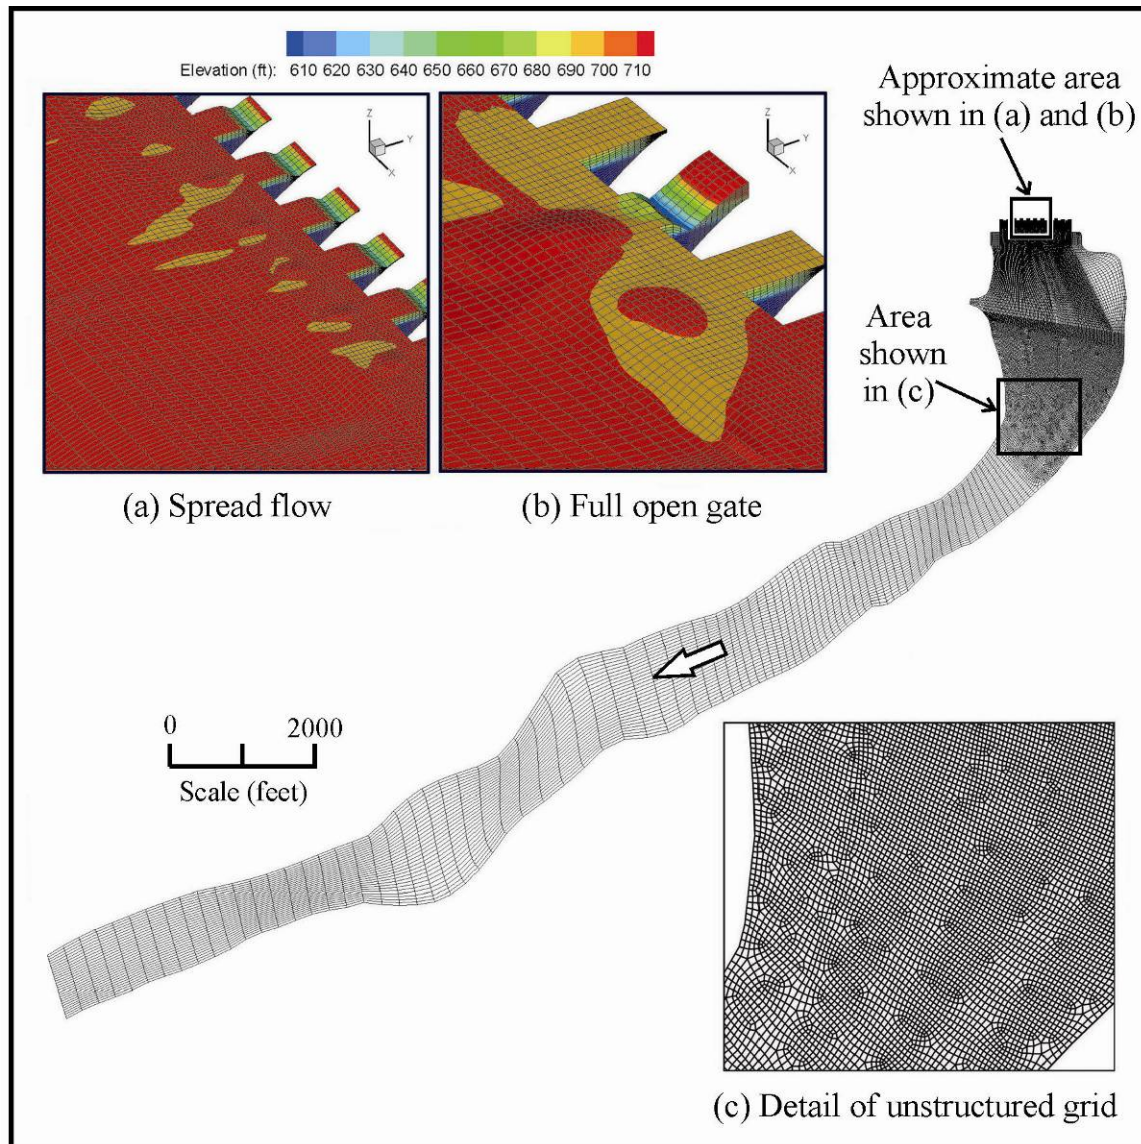 Elevation (ft): 610 620 630 640 650 660 670 680 690 700 710
Approximate area
shown in (a) and (b)
Z
Y
X
Z
Y
X
Area
shown
in (c)
(a) Spread flow
(b) Full open gate
0
2000
Scale (feet)
(c) Detail of unstructured grid